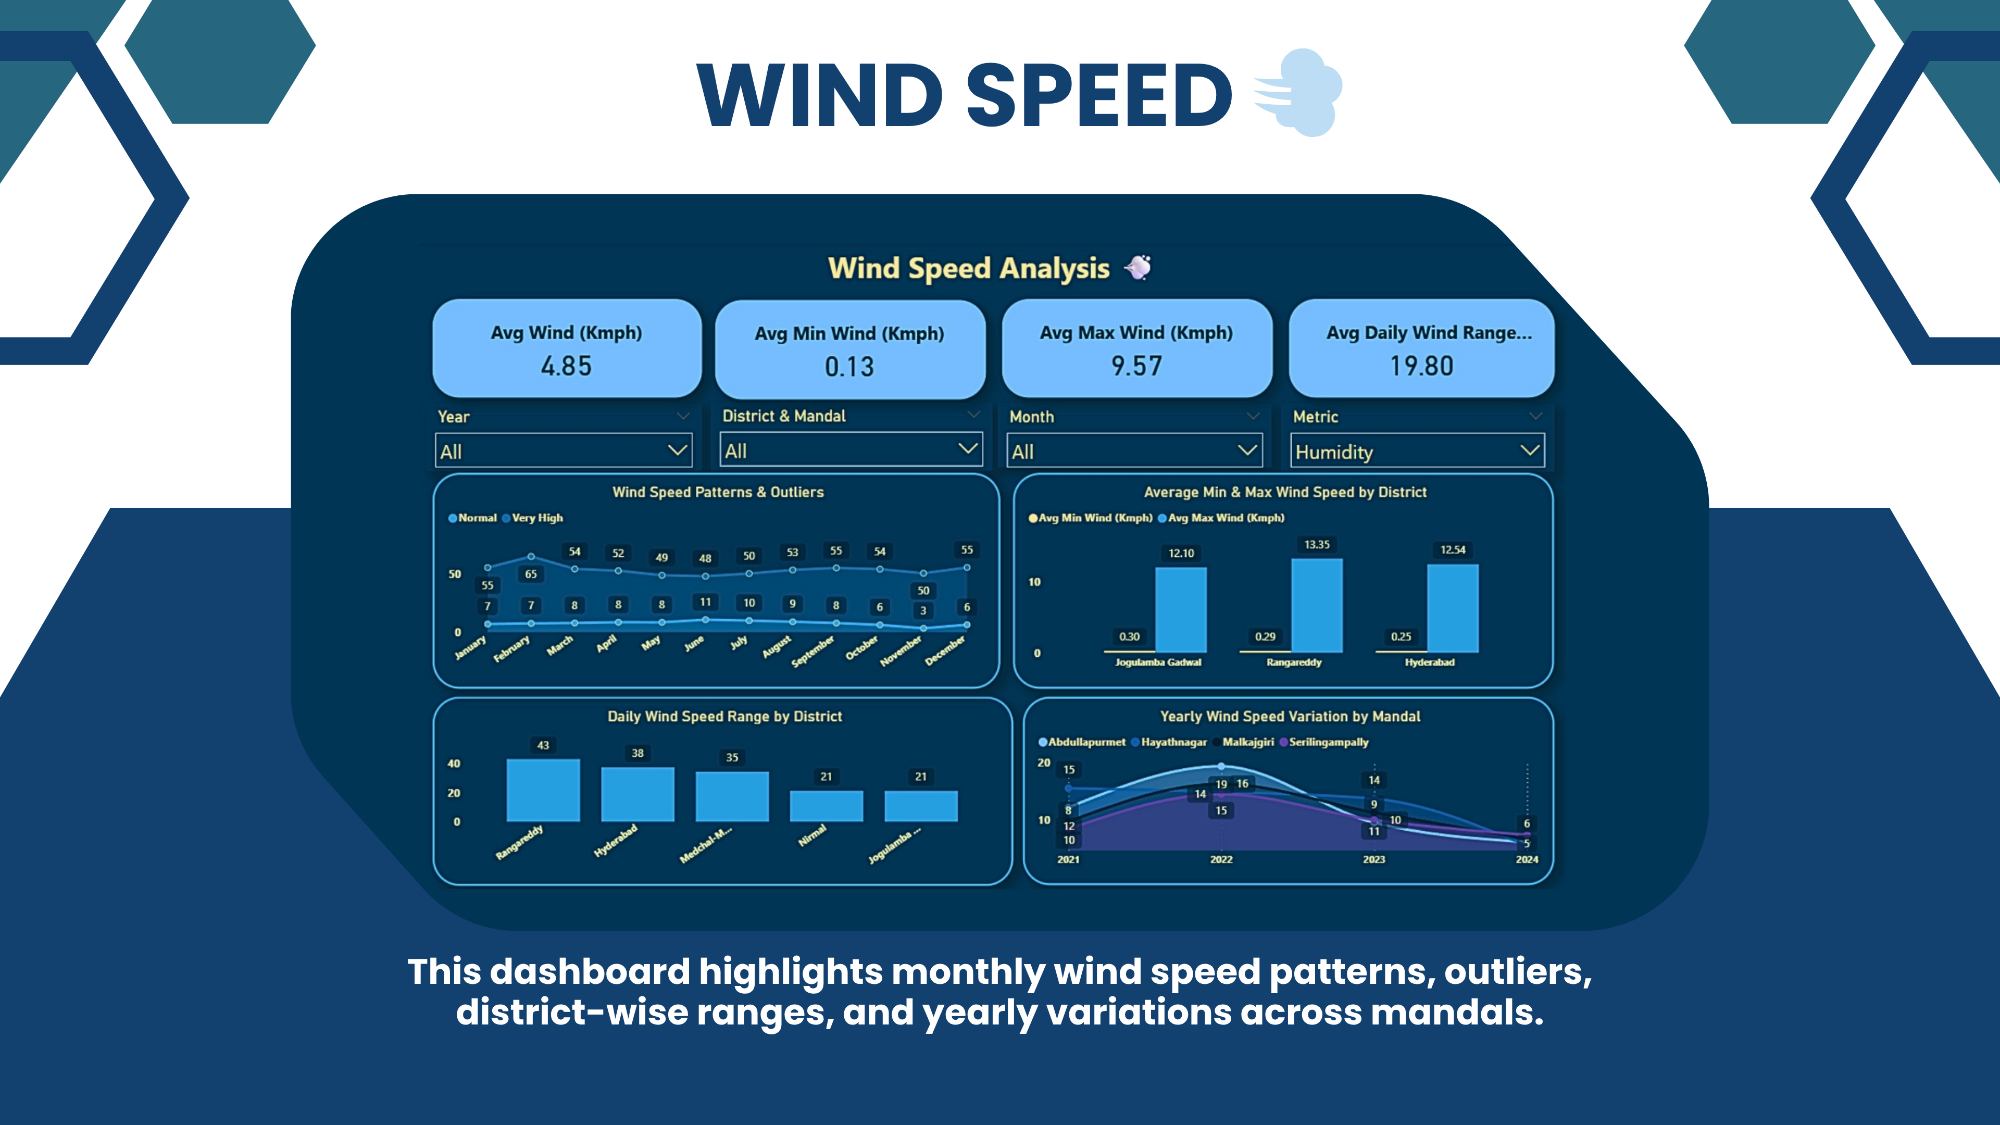 WIND SPEED
Wind Speed Analysis
Avg Wind (Kmph)
4.85
Avg Min Wind (Kmph)
0.13
Avg Max Wind (Kmph)
9.57
Avg Daily Wind Range...
19.80
Year
All
District & Mandal
All
Month
All
Metric
Humidity
Wind Speed Patterns & Outliers
Normal Very High
50
0
55 65 54 52 49 48 50 53 55 54 50 55
7 7 8 8 8 11 10 9 8 6 3 6
January February March April May June July August September October November December
Average Min & Max Wind Speed by District
Avg Min Wind (Kmph) Avg Max Wind (Kmph)
10
0
0.30 12.10 0.29 13.35 0.25 12.54
Jogulamba Gadwal Rangareddy Hyderabad
Daily Wind Speed Range by District
40
20
0
43 38 35 21 21
Rangareddy Hyderabad Medchal-M... Nirmal Jogulamba ...
Yearly Wind Speed Variation by Mandal
Abdullapurmet Hayathnagar Malkajgiri Serilingampally
20
10
15
8
12
10
19 16
14
15
14
9
10
11
6
5
2021 2022 2023 2024
This dashboard highlights monthly wind speed patterns, outliers,
district-wise ranges, and yearly variations across mandals.